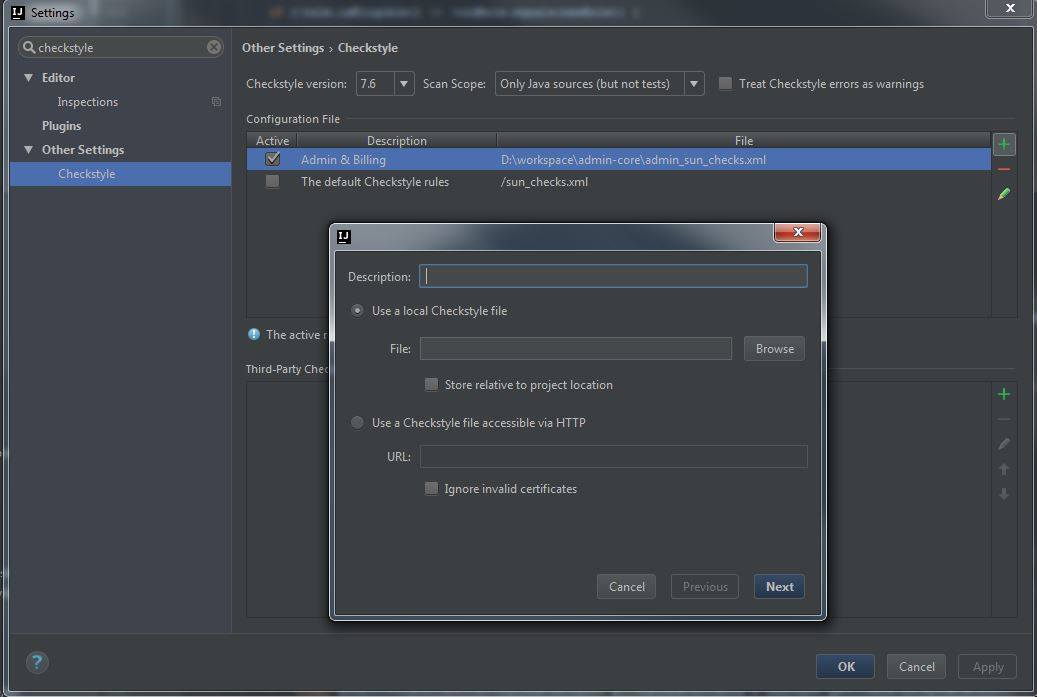 Settings
checkstyle
Editor
Inspections
Plugins
Other Settings
Checkstyle
Other Settings › Checkstyle
Checkstyle version: 7.6 Scan Scope: Only Java sources (but not tests) Treat Checkstyle errors as warnings
Configuration File
Active Description File
Admin & Billing D:\workspace\admin-core\admin_sun_checks.xml
The default Checkstyle rules /sun_checks.xml
The active
Third-Party
Description:
Use a local Checkstyle file
File: Browse
Store relative to project location
Use a Checkstyle file accessible via HTTP
URL:
Ignore invalid certificates
Cancel Previous Next
? OK Cancel Apply